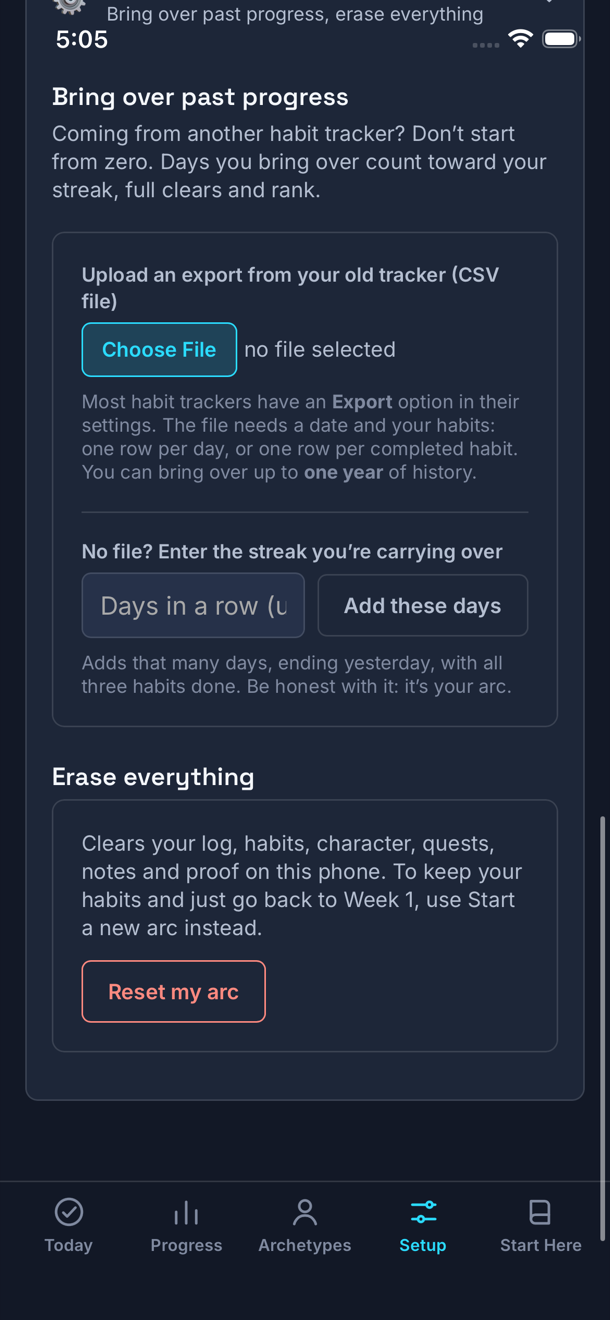 Bring over past progress, erase everything
5:05
Bring over past progress
Coming from another habit tracker? Don’t start
from zero. Days you bring over count toward your
streak, full clears and rank.
Upload an export from your old tracker (CSV
file)
Choose File no file selected
Most habit trackers have an Export option in their
settings. The file needs a date and your habits:
one row per day, or one row per completed habit.
You can bring over up to one year of history.
No file? Enter the streak you’re carrying over
Days in a row (u
Add these days
Adds that many days, ending yesterday, with all
three habits done. Be honest with it: it’s your arc.
Erase everything
Clears your log, habits, character, quests,
notes and proof on this phone. To keep your
habits and just go back to Week 1, use Start
a new arc instead.
Reset my arc
Today Progress Archetypes Setup Start Here